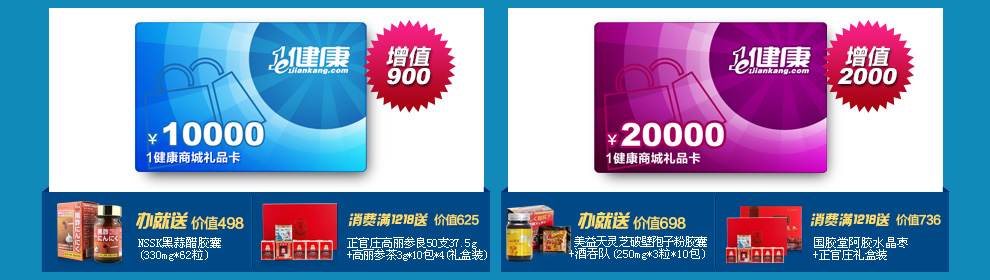 1健康
eJiankang.com
增值
900
¥10000
1健康商城礼品卡
办就送 价值498
NSSK黑蒜醋胶囊
(330mg*62粒)
消费满1218送 价值625
正官庄高丽参良50支37.5g
+高丽参茶3g*10包*4(礼盒装)
1健康
eJiankang.com
增值
2000
¥20000
1健康商城礼品卡
办就送 价值698
美益天灵芝破壁孢子粉胶囊
+酒吞队(250mg*3粒*10包)
消费满1218送 价值736
国胶堂阿胶水晶枣
+正官庄礼盒装